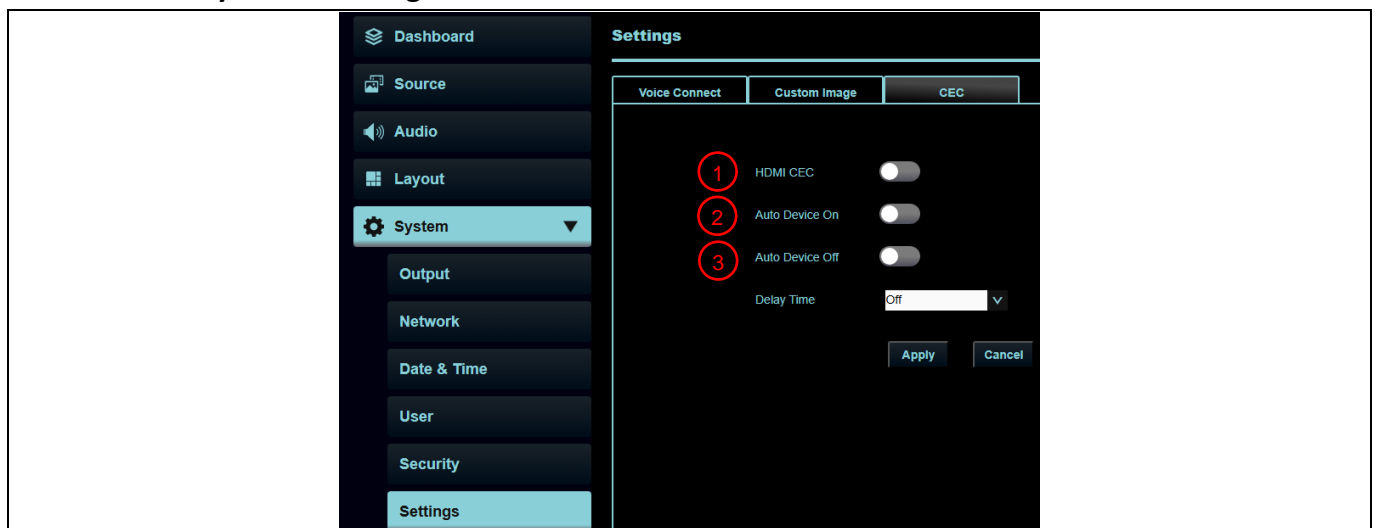 Dashboard
Source
Audio
Layout
System
Output
Network
Date & Time
User
Security
Settings
Settings
Voice Connect Custom Image CEC
1 HDMI CEC
2 Auto Device On
3 Auto Device Off
Delay Time Off
Apply Cancel